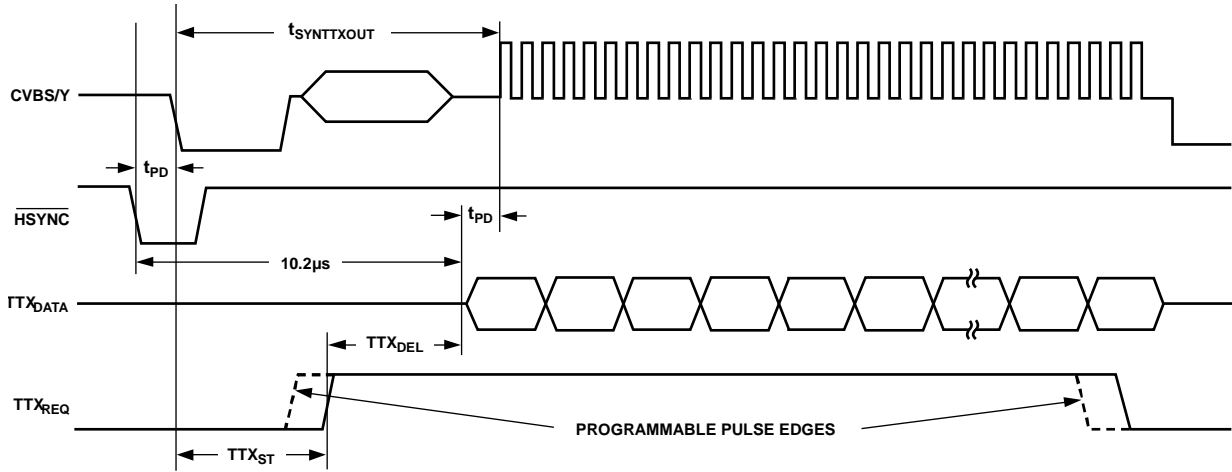 tSYNTTXOUT
CVBS/Y
tPD
HSYNC
tPD
10.2µs
TTXDATA
TTXDEL
TTXREQ
PROGRAMMABLE PULSE EDGES
TTXST